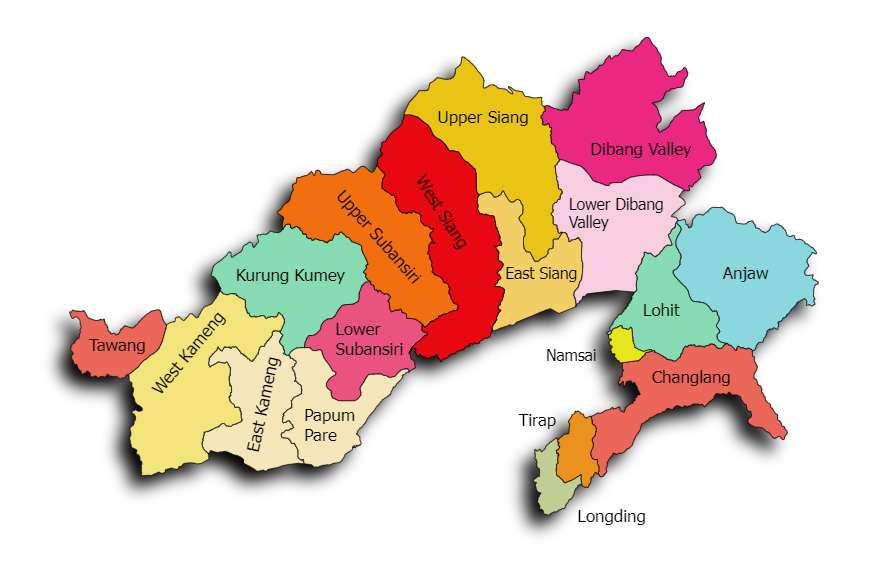 Upper Siang
Dibang Valley
West Siang
Upper Subansiri
Lower Dibang
Valley
Kurung Kumey
East Siang
Anjaw
Lohit
Tawang
West Kameng
Lower
Subansiri
Namsai
Changlang
East Kameng
Papum
Pare
Tirap
Longding